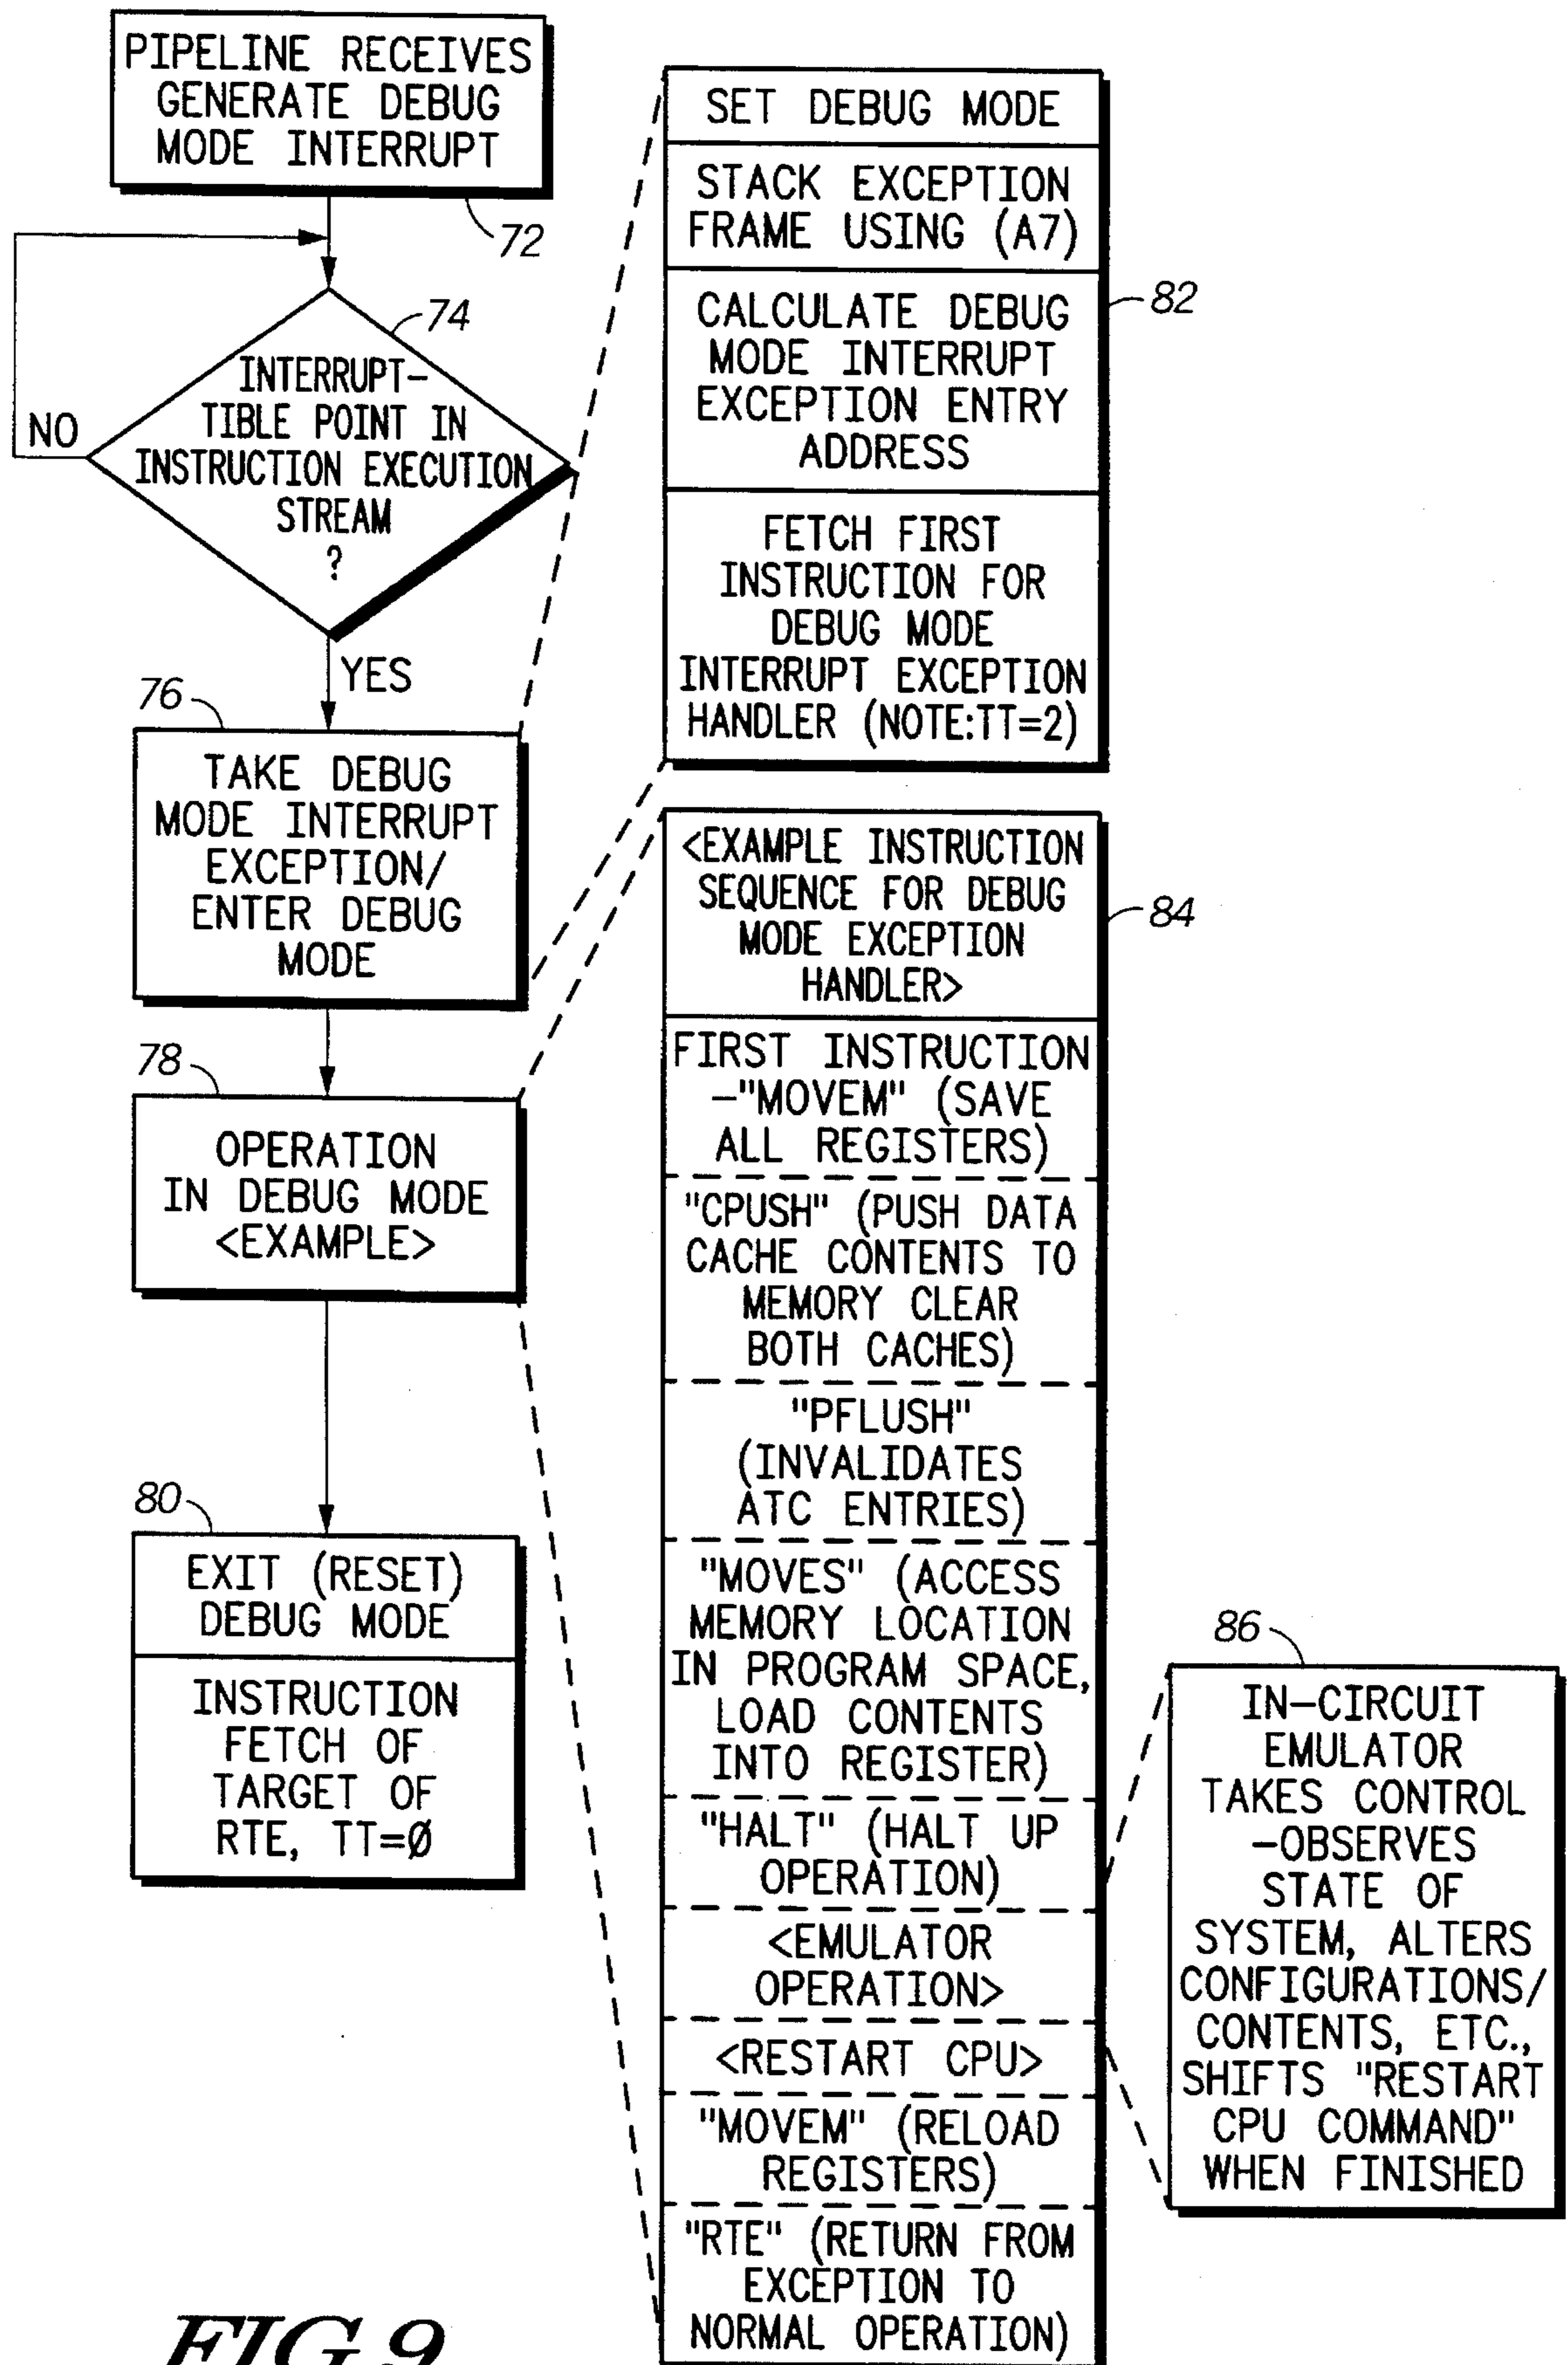 PIPELINE RECEIVES
GENERATE DEBUG
MODE INTERRUPT
72
74
INTERRUPT-
TIBLE POINT IN
INSTRUCTION EXECUTION
STREAM
?
NO
YES
76
TAKE DEBUG
MODE INTERRUPT
EXCEPTION/
ENTER DEBUG
MODE
78
OPERATION
IN DEBUG MODE
<EXAMPLE>
80
EXIT (RESET)
DEBUG MODE
INSTRUCTION
FETCH OF
TARGET OF
RTE, TT=Ø
SET DEBUG MODE
STACK EXCEPTION
FRAME USING (A7)
CALCULATE DEBUG
MODE INTERRUPT
EXCEPTION ENTRY
ADDRESS
FETCH FIRST
INSTRUCTION FOR
DEBUG MODE
INTERRUPT EXCEPTION
HANDLER (NOTE:TT=2)
82
<EXAMPLE INSTRUCTION
SEQUENCE FOR DEBUG
MODE EXCEPTION
HANDLER>
84
FIRST INSTRUCTION
-"MOVEM" (SAVE
ALL REGISTERS)
"CPUSH" (PUSH DATA
CACHE CONTENTS TO
MEMORY CLEAR
BOTH CACHES)
"PFLUSH"
(INVALIDATES
ATC ENTRIES)
"MOVES" (ACCESS
MEMORY LOCATION
IN PROGRAM SPACE,
LOAD CONTENTS
INTO REGISTER)
"HALT" (HALT UP
OPERATION)
<EMULATOR
OPERATION>
<RESTART CPU>
"MOVEM" (RELOAD
REGISTERS)
"RTE" (RETURN FROM
EXCEPTION TO
NORMAL OPERATION)
86
IN-CIRCUIT
EMULATOR
TAKES CONTROL
-OBSERVES
STATE OF
SYSTEM, ALTERS
CONFIGURATIONS/
CONTENTS, ETC.,
SHIFTS "RESTART
CPU COMMAND"
WHEN FINISHED
FIG.9